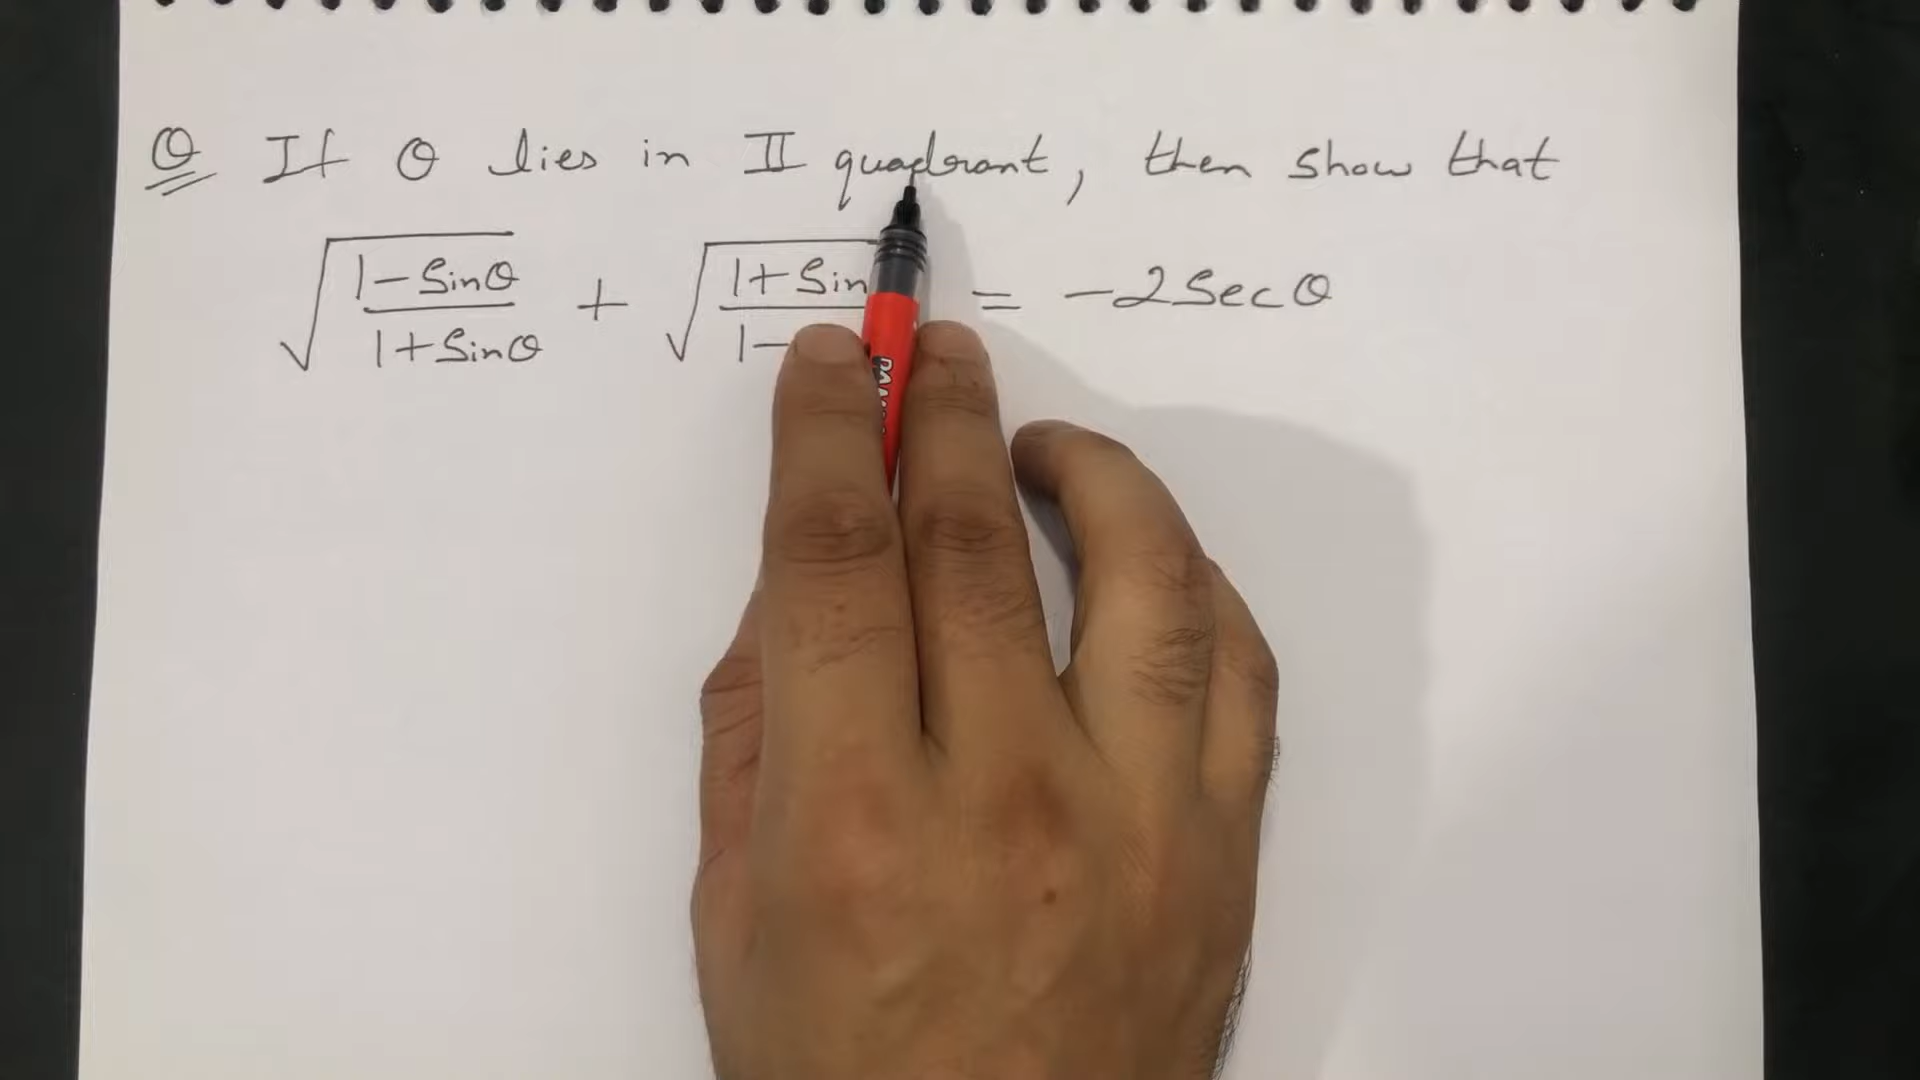 Q If θ lies in II quadrant, then show that
√((1-Sinθ)/(1+Sinθ)) + √((1+Sin / 1- = -2Secθ